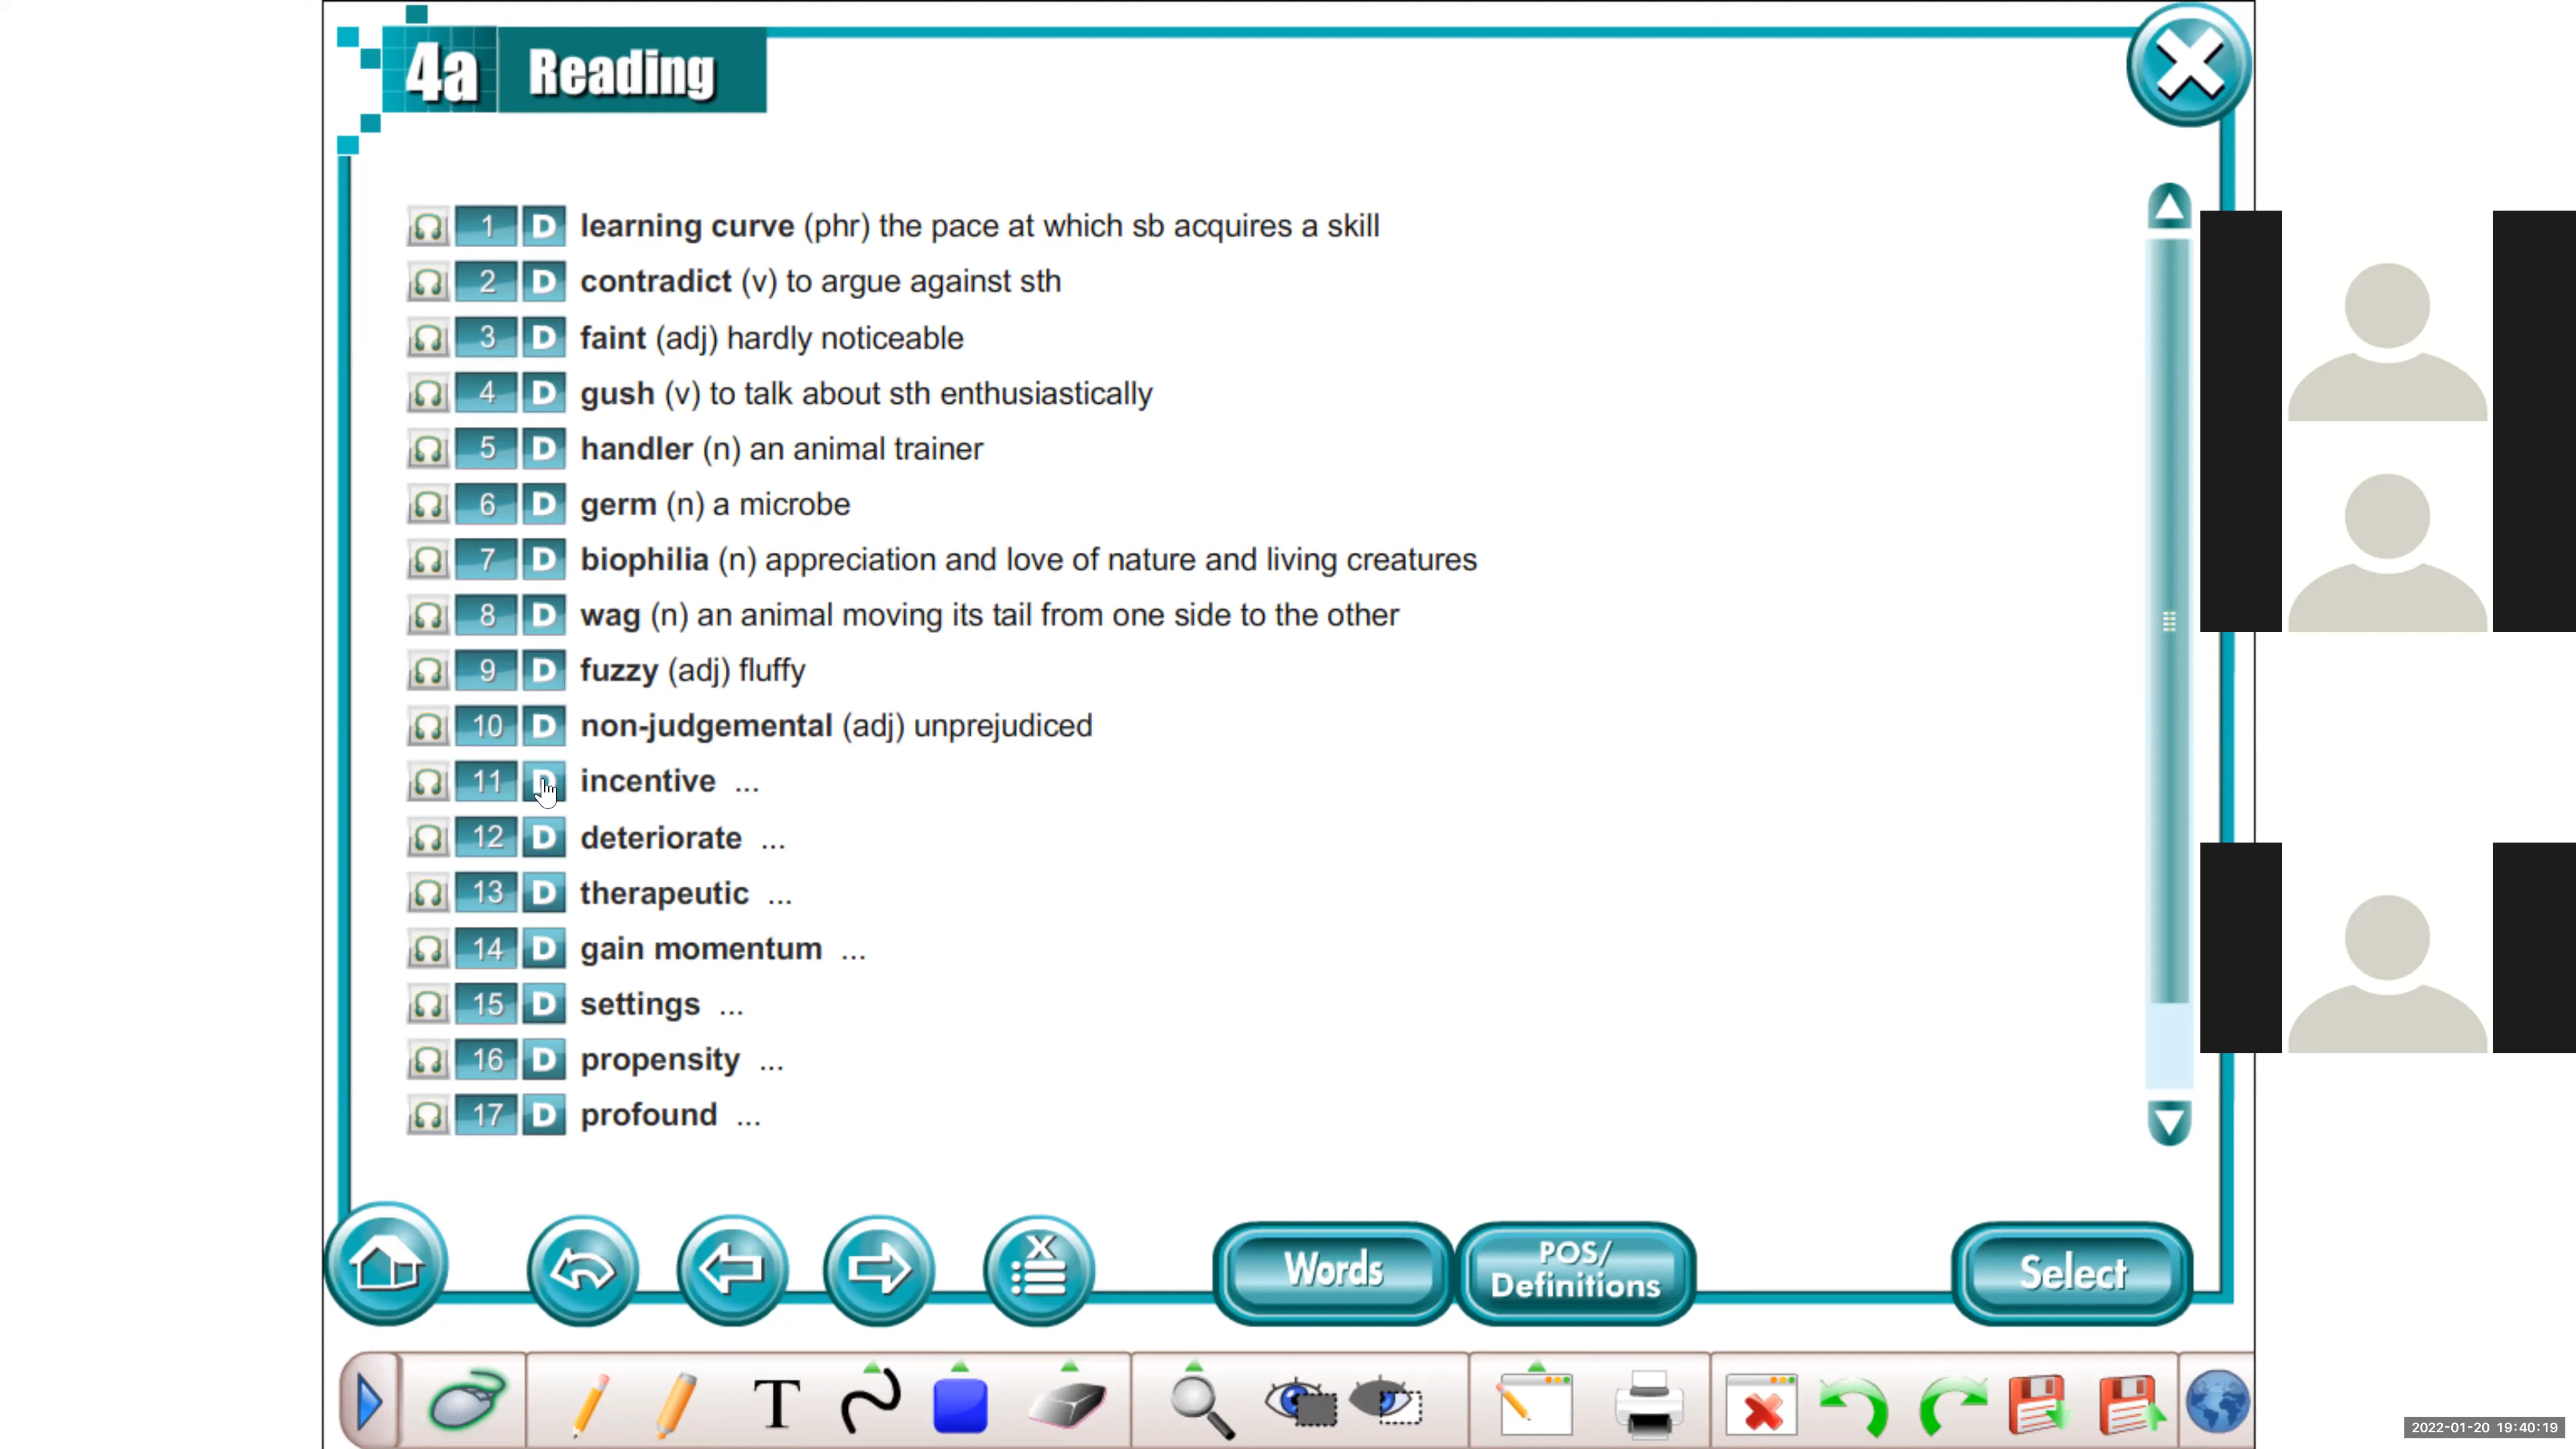 4a Reading
1 D learning curve (phr) the pace at which sb acquires a skill
2 D contradict (v) to argue against sth
3 D faint (adj) hardly noticeable
4 D gush (v) to talk about sth enthusiastically
5 D handler (n) an animal trainer
6 D germ (n) a microbe
7 D biophilia (n) appreciation and love of nature and living creatures
8 D wag (n) an animal moving its tail from one side to the other
9 D fuzzy (adj) fluffy
10 D non-judgemental (adj) unprejudiced
11 D incentive ...
12 D deteriorate ...
13 D therapeutic ...
14 D gain momentum ...
15 D settings ...
16 D propensity ...
17 D profound ...
X
Words
POS/
Definitions
Select
T
2022-01-20 19:40:19